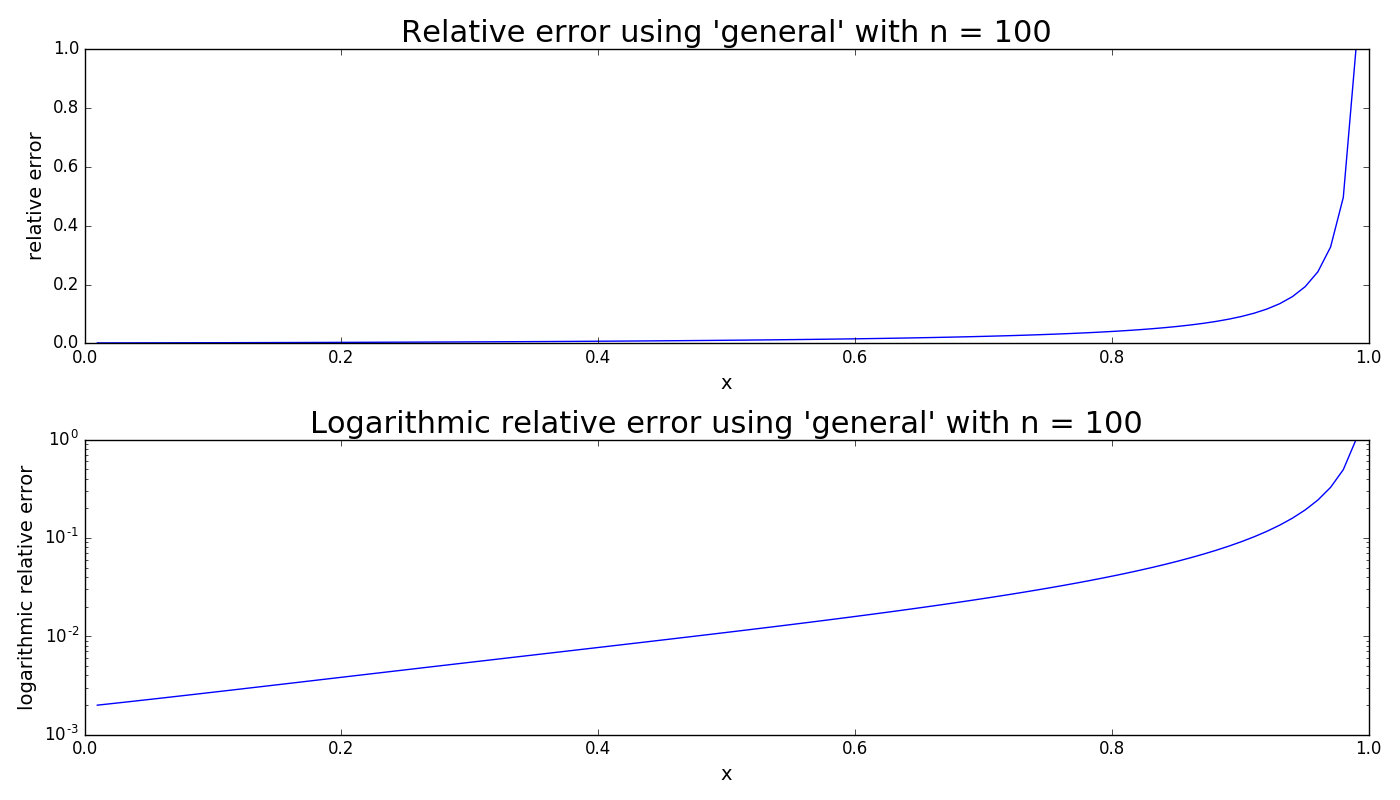 Relative error using 'general' with n = 100
1.0
0.8
0.6
0.4
0.2
0.0
relative error
0.0 0.2 0.4 0.6 0.8 1.0
x
Logarithmic relative error using 'general' with n = 100
10^0
10^-1
10^-2
10^-3
logarithmic relative error
0.0 0.2 0.4 0.6 0.8 1.0
x